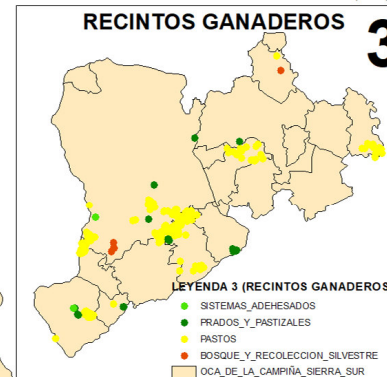 RECINTOS GANADEROS
3
LEYENDA 3 (RECINTOS GANADEROS
SISTEMAS_ADEHESADOS
PRADOS_Y_PASTIZALES
PASTOS
BOSQUE_Y_RECOLECCION_SILVESTRE
OCA_DE_LA_CAMPIÑA_SIERRA_SUR